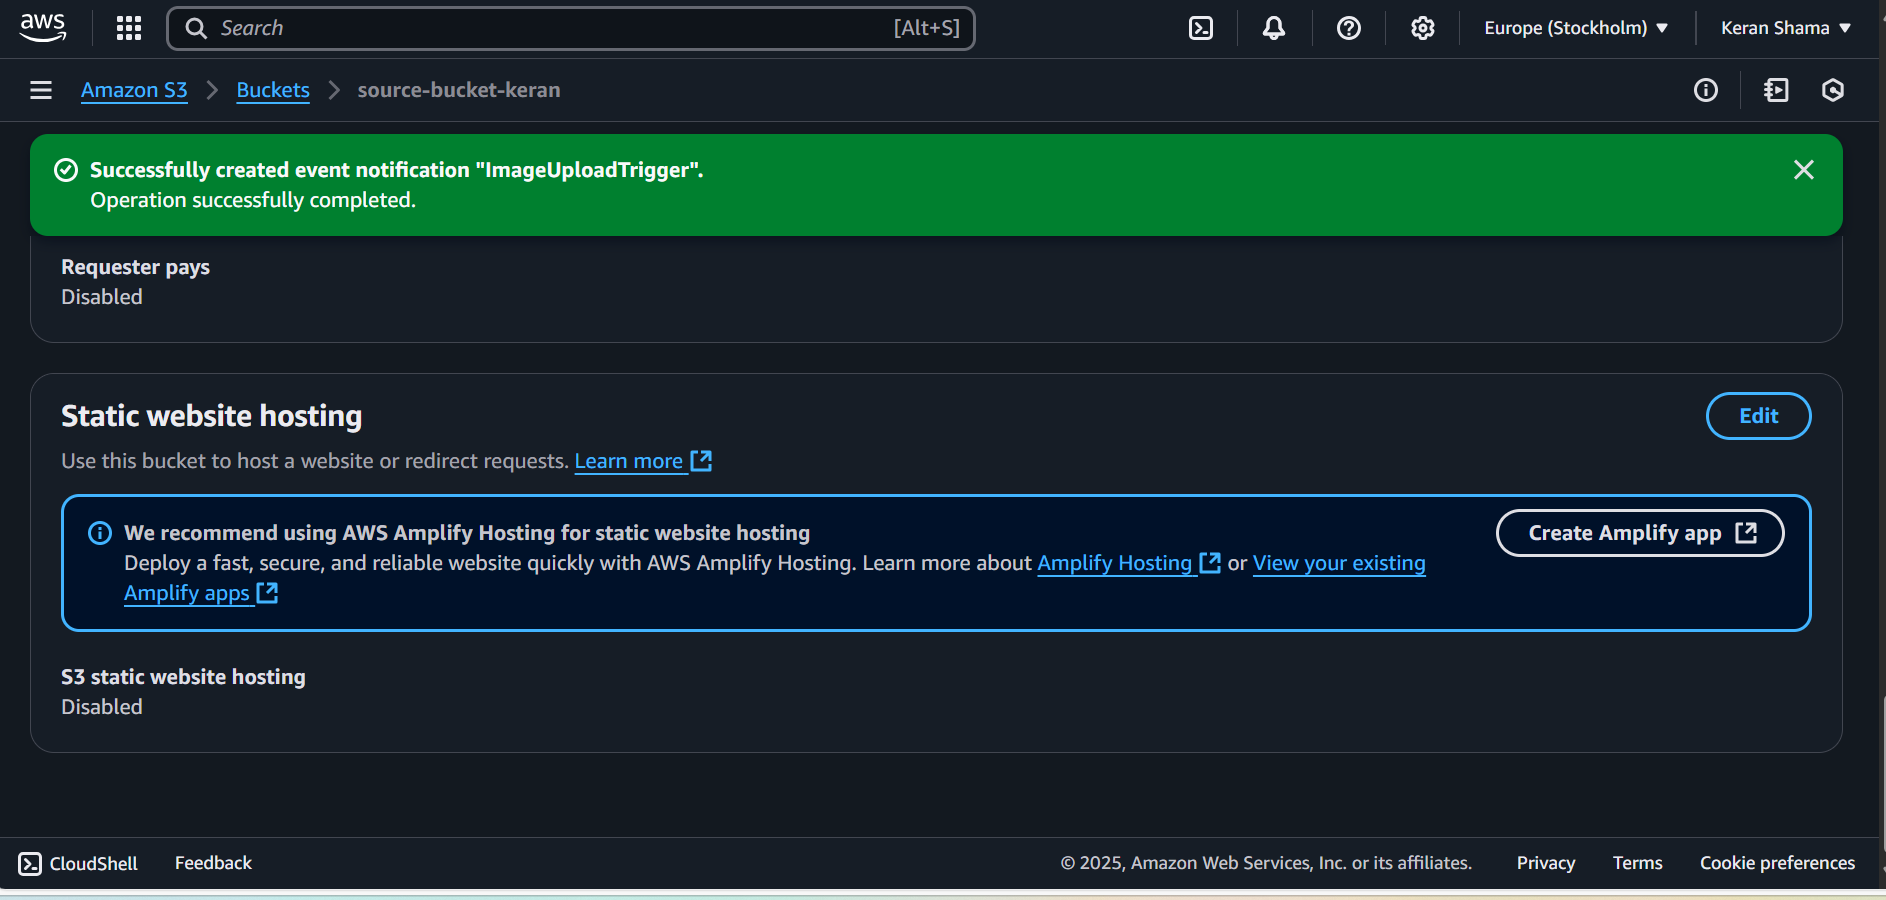 aws
Search [Alt+S]
Europe (Stockholm)
Keran Shama
Amazon S3 > Buckets > source-bucket-keran
Successfully created event notification "ImageUploadTrigger".
Operation successfully completed.
Requester pays
Disabled
Static website hosting
Edit
Use this bucket to host a website or redirect requests. Learn more
We recommend using AWS Amplify Hosting for static website hosting
Create Amplify app
Deploy a fast, secure, and reliable website quickly with AWS Amplify Hosting. Learn more about Amplify Hosting or View your existing
Amplify apps
S3 static website hosting
Disabled
CloudShell
Feedback
© 2025, Amazon Web Services, Inc. or its affiliates.
Privacy
Terms
Cookie preferences